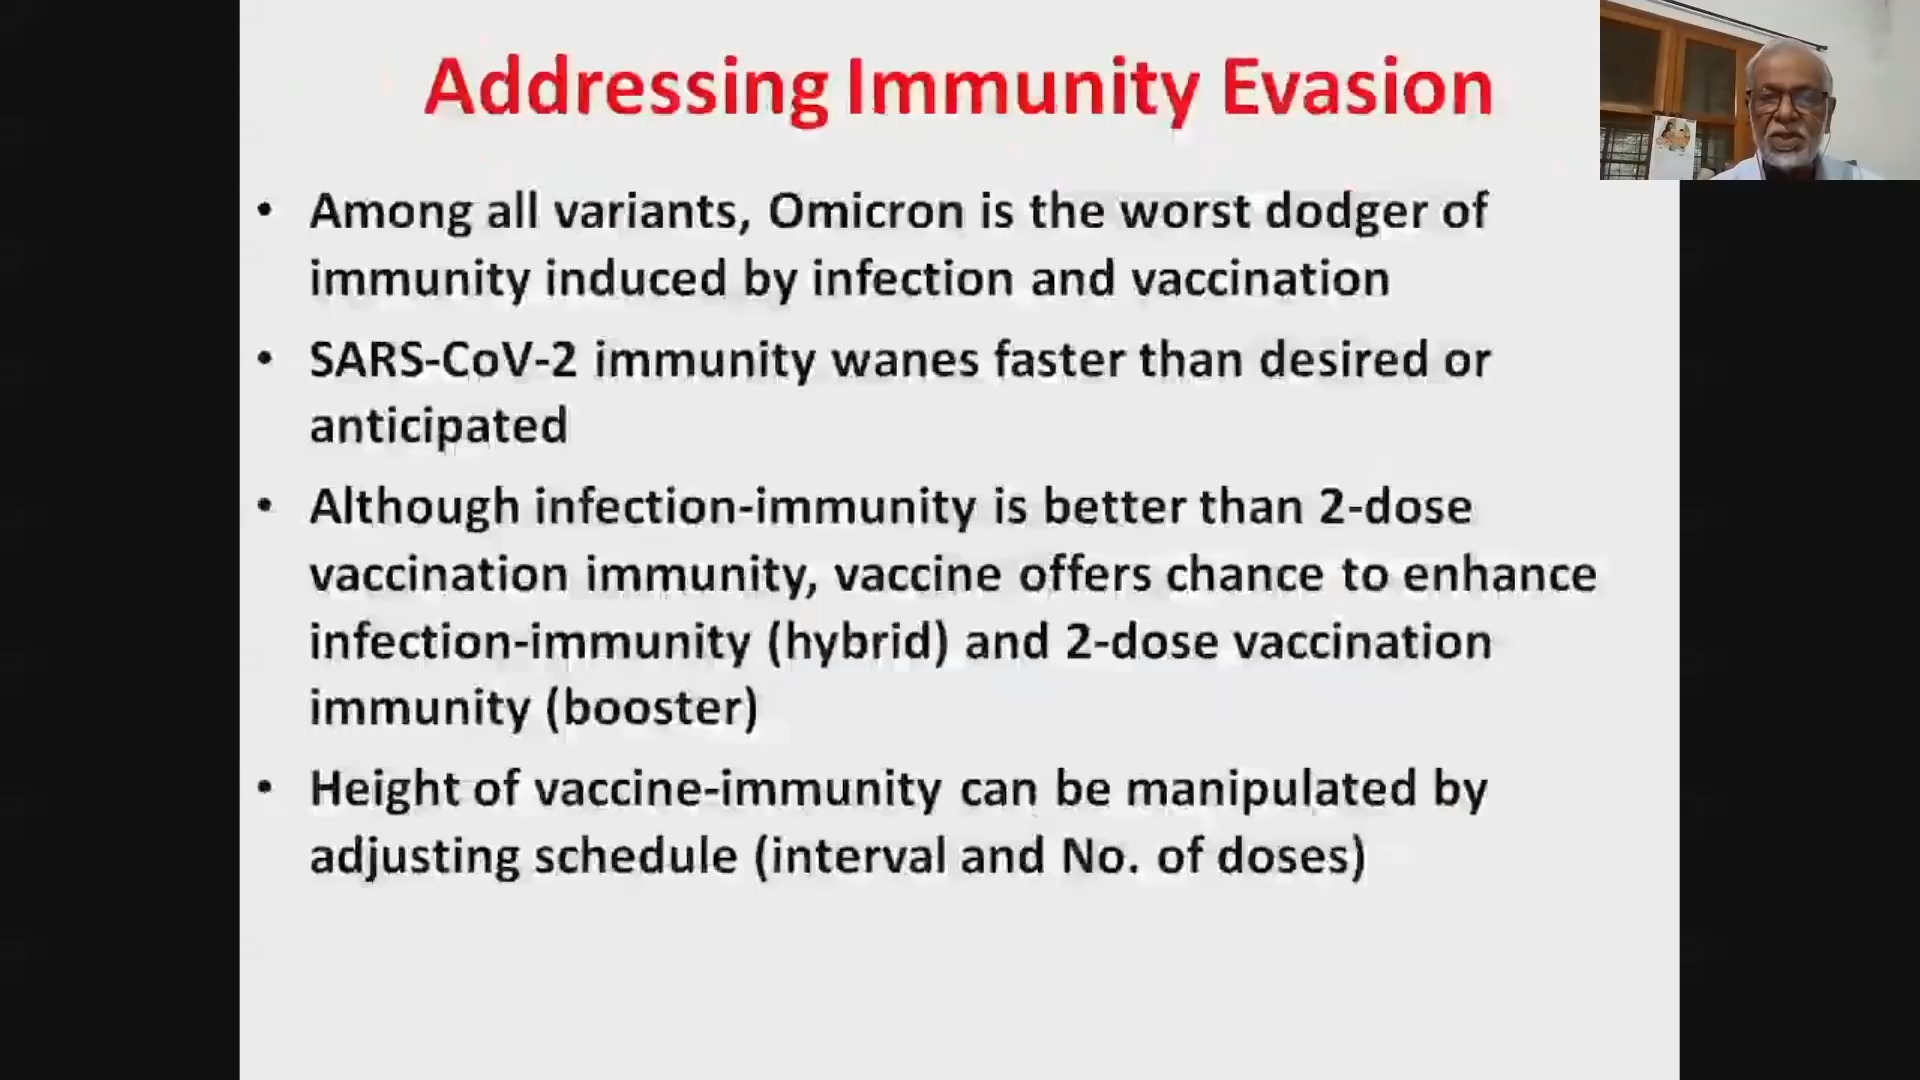 Addressing Immunity Evasion
• Among all variants, Omicron is the worst dodger of
immunity induced by infection and vaccination
• SARS-CoV-2 immunity wanes faster than desired or
anticipated
• Although infection-immunity is better than 2-dose
vaccination immunity, vaccine offers chance to enhance
infection-immunity (hybrid) and 2-dose vaccination
immunity (booster)
• Height of vaccine-immunity can be manipulated by
adjusting schedule (interval and No. of doses)